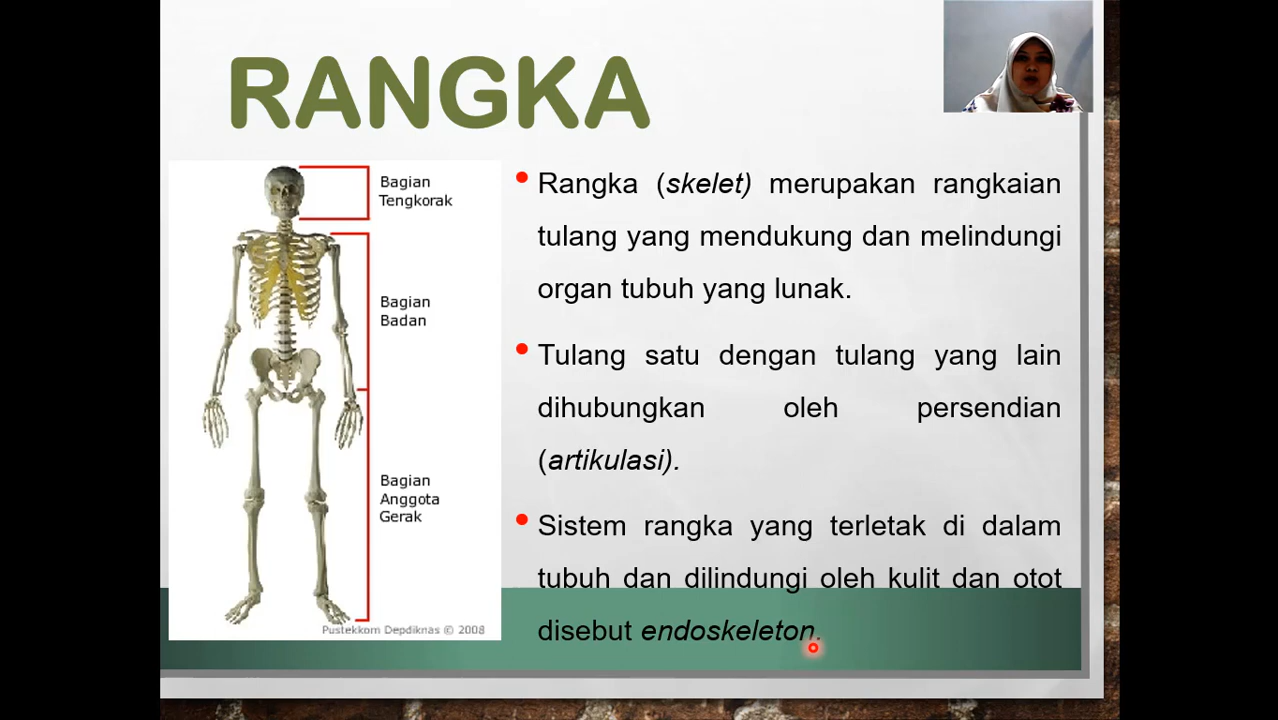 RANGKA
Bagian
Tengkorak
Bagian
Badan
Bagian
Anggota
Gerak
Pustekkom Depdiknas © 2008
• Rangka (skelet) merupakan rangkaian
tulang yang mendukung dan melindungi
organ tubuh yang lunak.
• Tulang satu dengan tulang yang lain
dihubungkan oleh persendian
(artikulasi).
• Sistem rangka yang terletak di dalam
tubuh dan dilindungi oleh kulit dan otot
disebut endoskeleton.